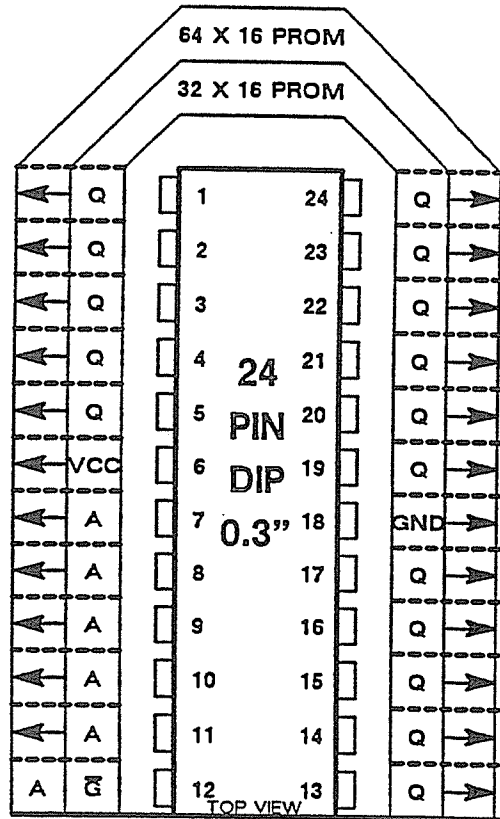 64 X 16 PROM
32 X 16 PROM
Q 1 24 Q
Q 2 23 Q
Q 3 22 Q
Q 4 21 Q
Q 5 20 Q
VCC 6 19 Q
A 7 18 GND
A 8 17 Q
A 9 16 Q
A 10 15 Q
A 11 14 Q
A G̅ 12 13 Q
24
PIN
DIP
0.3”
TOP VIEW